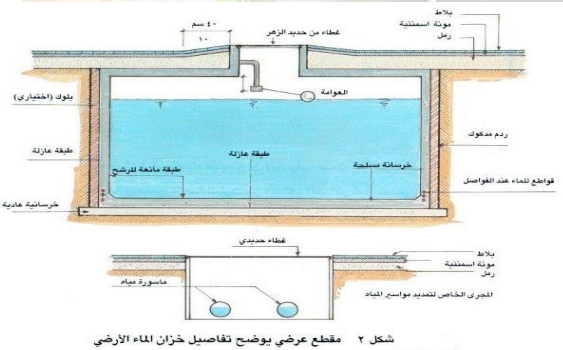 بلاط
مونة اسمنتية
رمل
غطاء من حديد الزهر
٤٠ سم
١٠
العوامة
بلوك (اختياري)
ردم مدكوك
طبقة عازلة
طبقة عازلة
خرسانة مسلحة
طبقة مانعة للرشح
قواطع للماء عند الفواصل
خرسانية عادية
غطاء حديدي
بلاط
مونة اسمنتية
رمل
ماسورة مياه
المجرى الخاص لتمديد مواسير المياه
شكل ٢ مقطع عرضي يوضح تفاصيل خزان الماء الأرضي